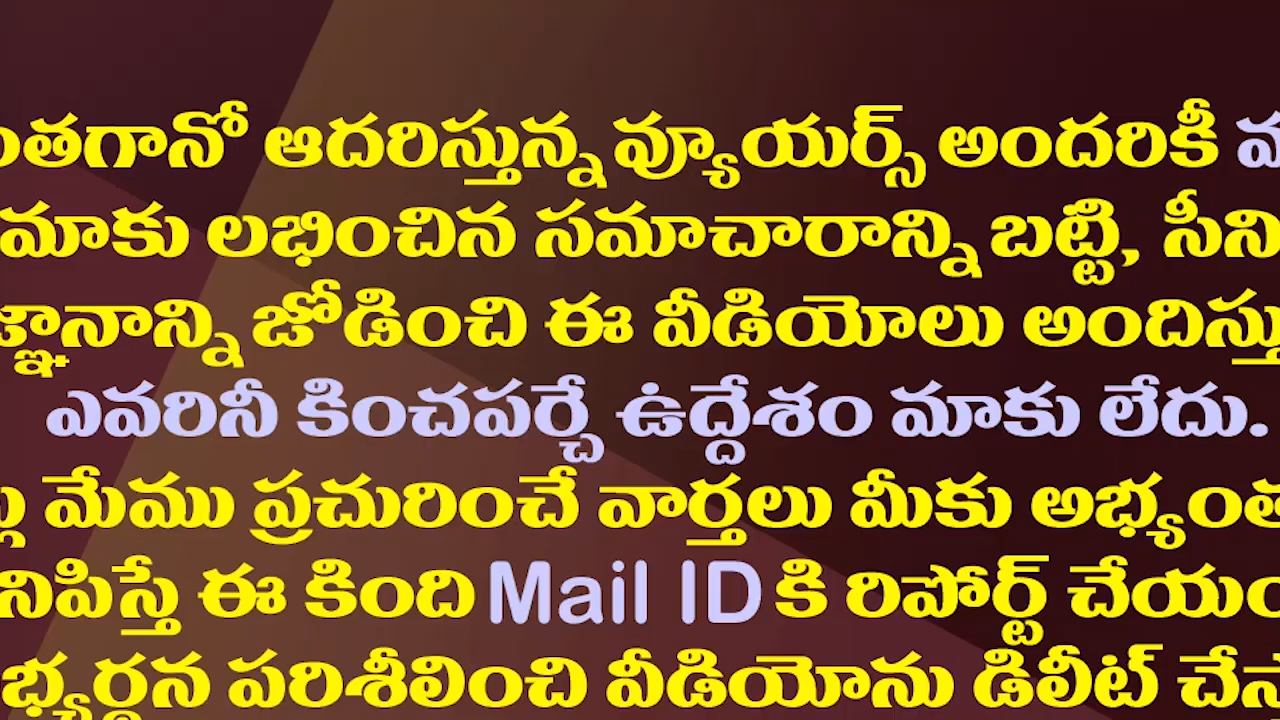 ంతగానో ఆదరిస్తున్న వ్యూయర్స్ అందరికీ
మాకు లభించిన సమాచారాన్ని బట్టి, సీని
జ్ఞానాన్ని జోడించి ఈ వీడియోలు అందిస్తు
ఎవరినీ కించపర్చే ఉద్దేశం మాకు లేదు.
మేము ప్రచురించే వార్తలు మీకు అభ్యంత
నిపిస్తే ఈ కింది Mail ID కి రిపోర్ట్ చేయం
భ్యర్ధన పరిశీలించి వీడియోను డిలీట్ చేస